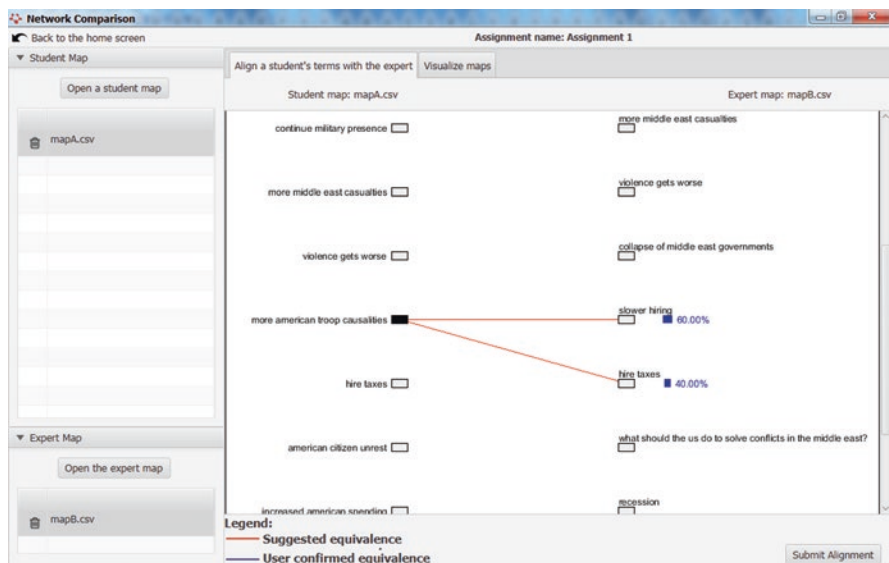 Network Comparison
Back to the home screen
Assignment name: Assignment 1
Student Map
Open a student map
mapA.csv
Expert Map
Open the expert map
mapB.csv
Align a student's terms with the expert
Visualize maps
Student map: mapA.csv
Expert map: mapB.csv
continue military presence
more middle east casualties
more middle east casualties
violence gets worse
violence gets worse
collapse of middle east governments
more american troop causalities
slower hiring
60.00%
hire taxes
hire taxes
40.00%
american citizen unrest
what should the us do to solve conflicts in the middle east?
increased american spending
recession
Legend:
Suggested equivalence
User confirmed equivalence
Submit Alignment